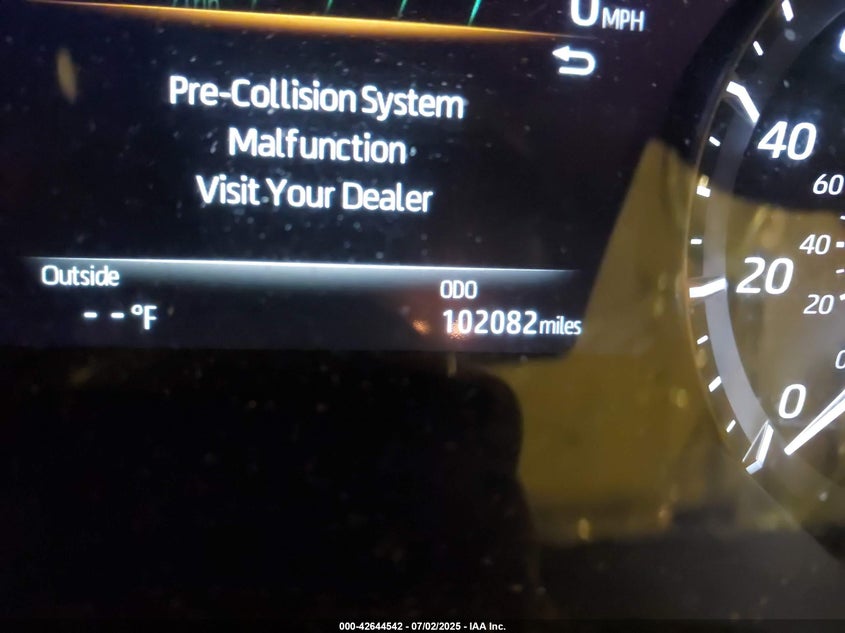 0 MPH
Pre-Collision System
Malfunction
Visit Your Dealer
Outside
ODO
- - °F
102082 miles
40
60
40
20
20
0
0
000-42644542 - 07/02/2025 - IAA Inc.